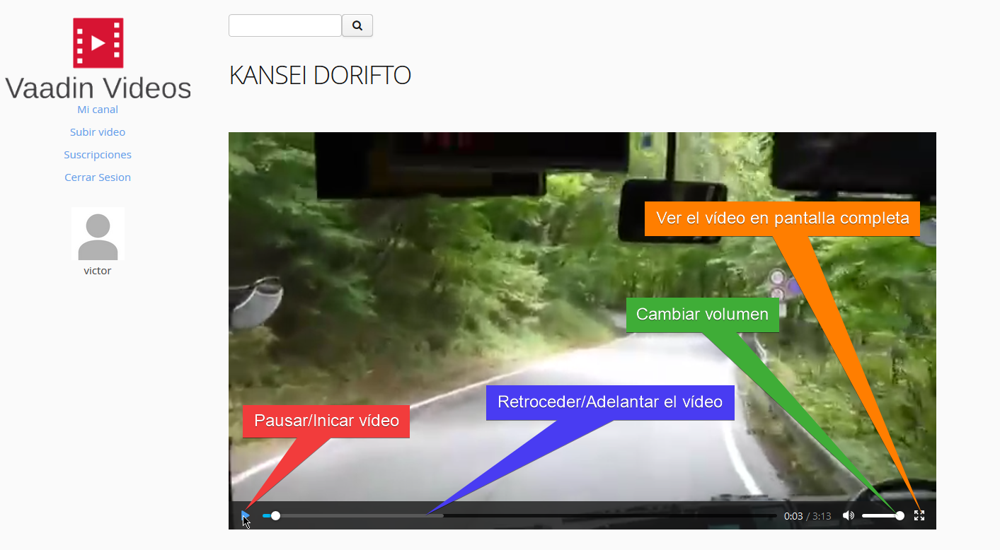 Vaadin Videos
Mi canal
Subir video
Suscripciones
Cerrar Sesion
victor
KANSEI DORIFTO
Ver el vídeo en pantalla completa
Cambiar volumen
Retroceder/Adelantar el vídeo
Pausar/Inicar vídeo
0:03 / 3:13